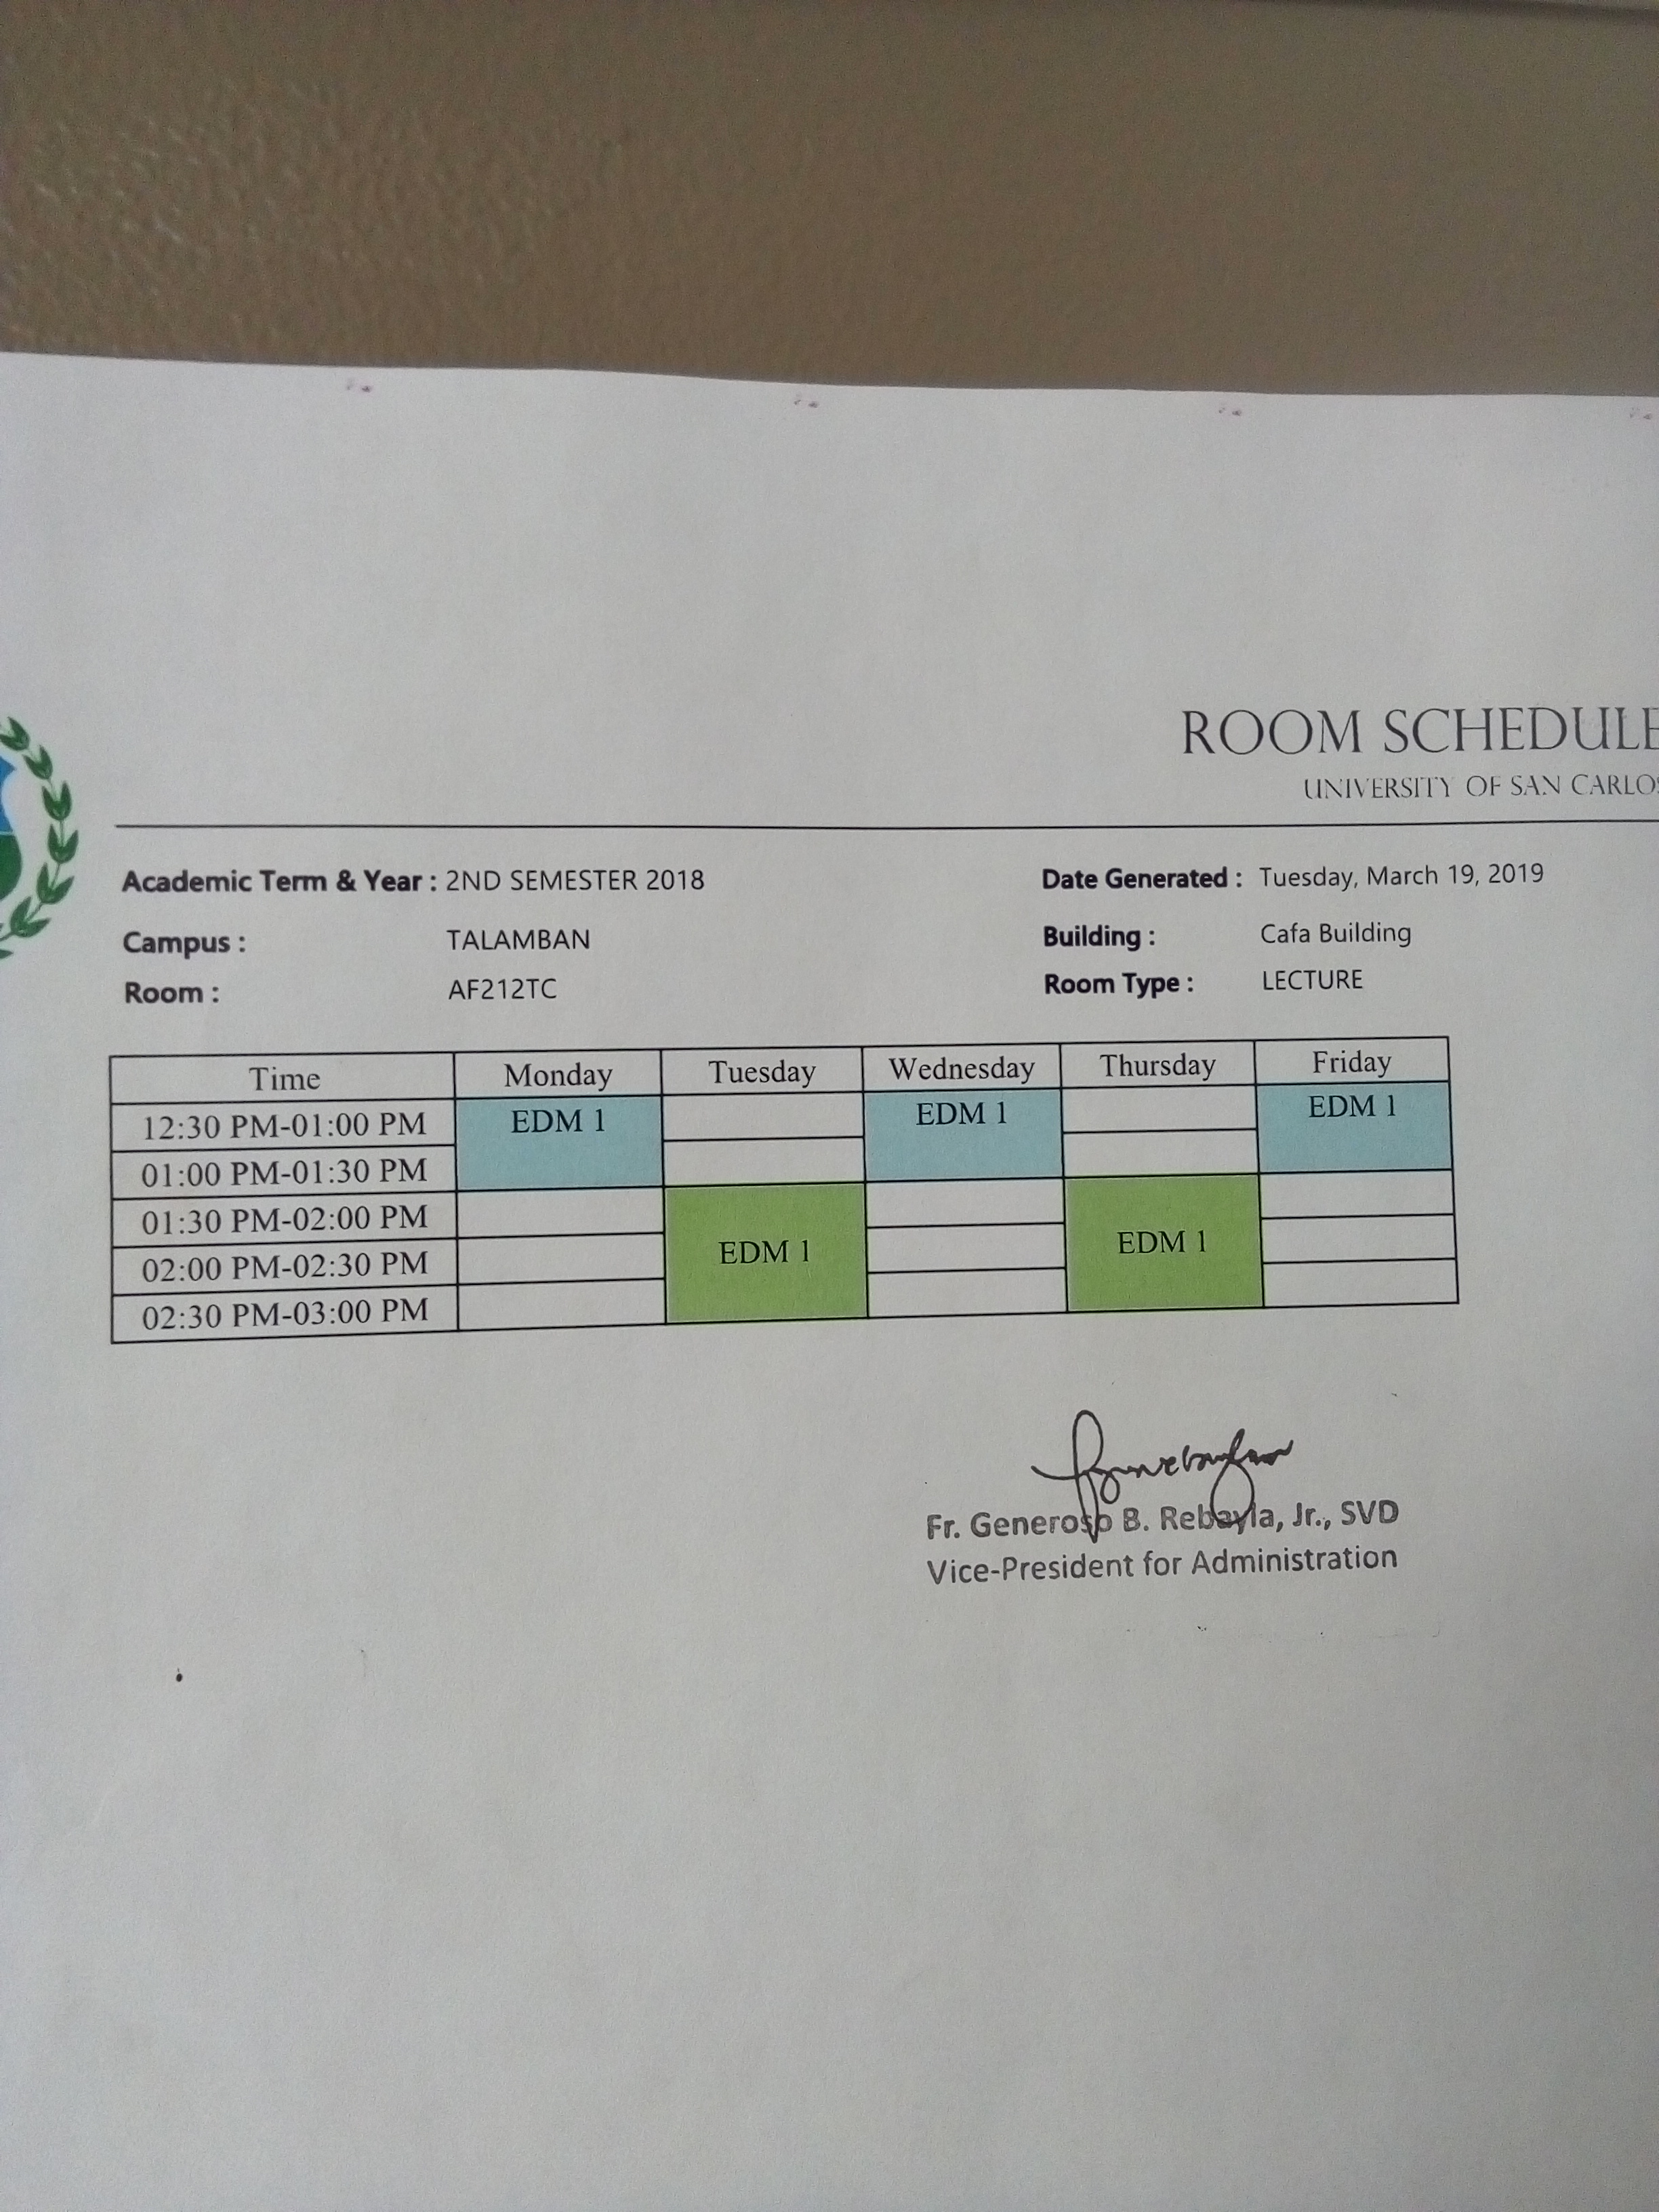 ROOM SCHEDULE
UNIVERSITY OF SAN CARLOS
Academic Term & Year : 2ND SEMESTER 2018 Date Generated : Tuesday, March 19, 2019
Campus : TALAMBAN Building : Cafa Building
Room : AF212TC Room Type : LECTURE
Time Monday Tuesday Wednesday Thursday Friday
12:30 PM-01:00 PM EDM 1 EDM 1 EDM 1
01:00 PM-01:30 PM
01:30 PM-02:00 PM
02:00 PM-02:30 PM EDM 1 EDM 1
02:30 PM-03:00 PM
Fr. Generoso B. Rebayla, Jr., SVD
Vice-President for Administration